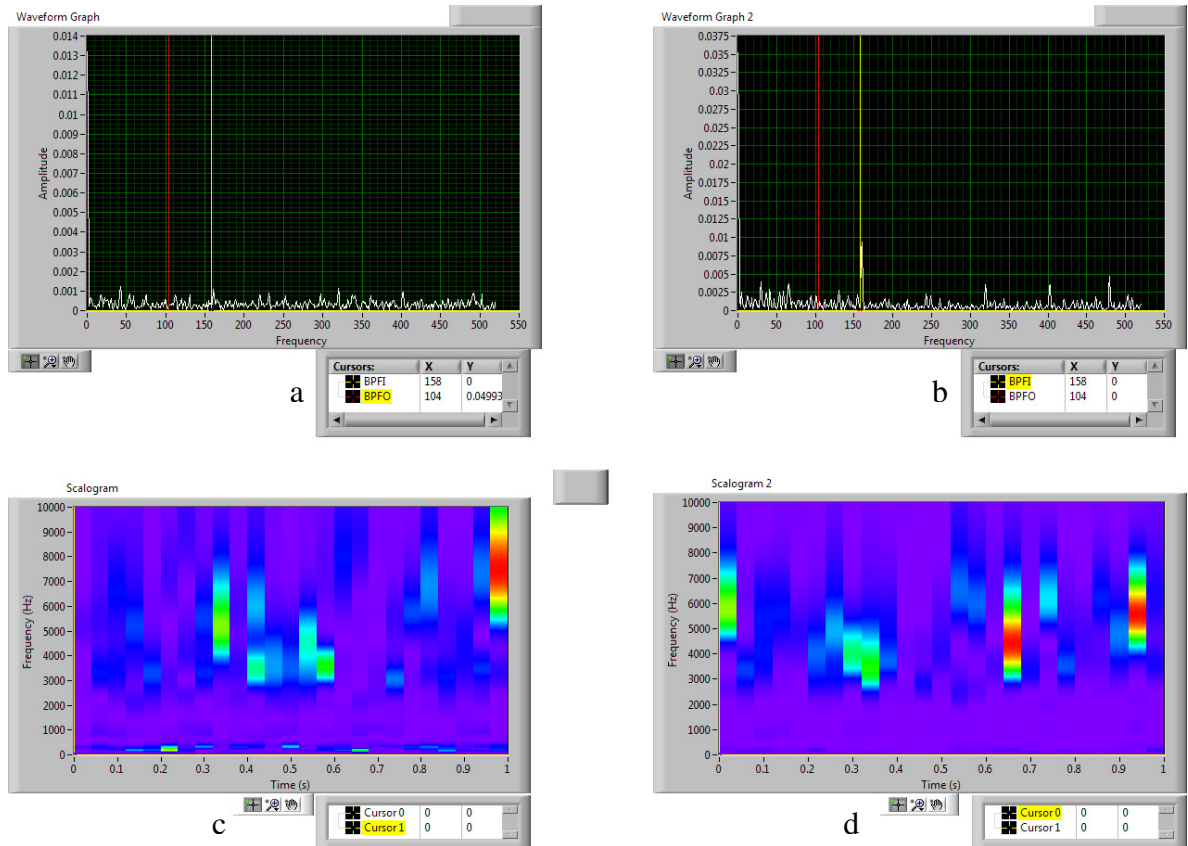 Waveform Graph
Amplitude
0.014
0.013
0.012
0.011
0.01
0.009
0.008
0.007
0.006
0.005
0.004
0.003
0.002
0.001
0
0 50 100 150 200 250 300 350 400 450 500 550
Frequency
Cursors: X Y
BPFI 158 0
BPFO 104 0.04993
a
Waveform Graph 2
Amplitude
0.0375
0.035
0.0325
0.03
0.0275
0.025
0.0225
0.02
0.0175
0.015
0.0125
0.01
0.0075
0.005
0.0025
0
0 50 100 150 200 250 300 350 400 450 500 550
Frequency
Cursors: X Y
BPFI 158 0
BPFO 104 0
b
Scalogram
Frequency (Hz)
10000
9000
8000
7000
6000
5000
4000
3000
2000
1000
0
0 0.1 0.2 0.3 0.4 0.5 0.6 0.7 0.8 0.9 1
Time (s)
Cursor 0 0 0
Cursor 1 0 0
c
Scalogram 2
Frequency (Hz)
10000
9000
8000
7000
6000
5000
4000
3000
2000
1000
0
0 0.1 0.2 0.3 0.4 0.5 0.6 0.7 0.8 0.9 1
Time (s)
Cursor 0 0 0
Cursor 1 0 0
d